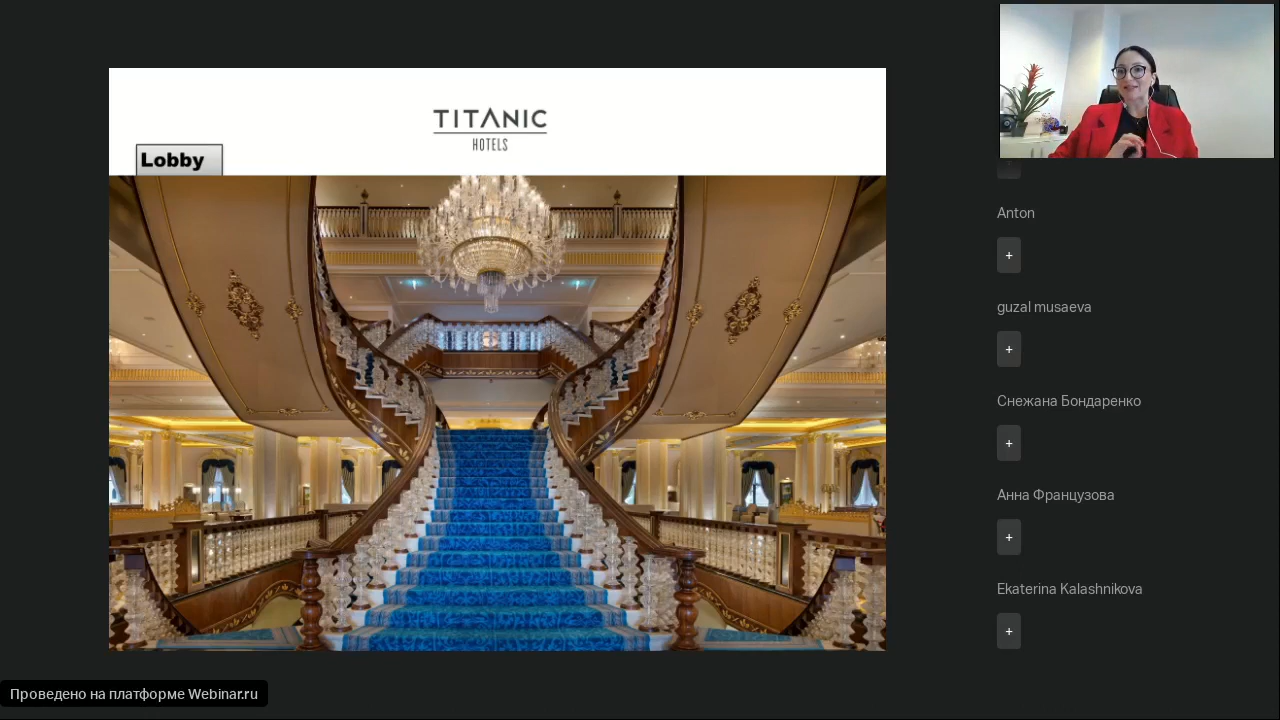 TITANIC
HOTELS
Lobby
Anton
+
guzal musaeva
+
Снежана Бондаренко
+
Анна Французова
+
Ekaterina Kalashnikova
+
Проведено на платформе Webinar.ru